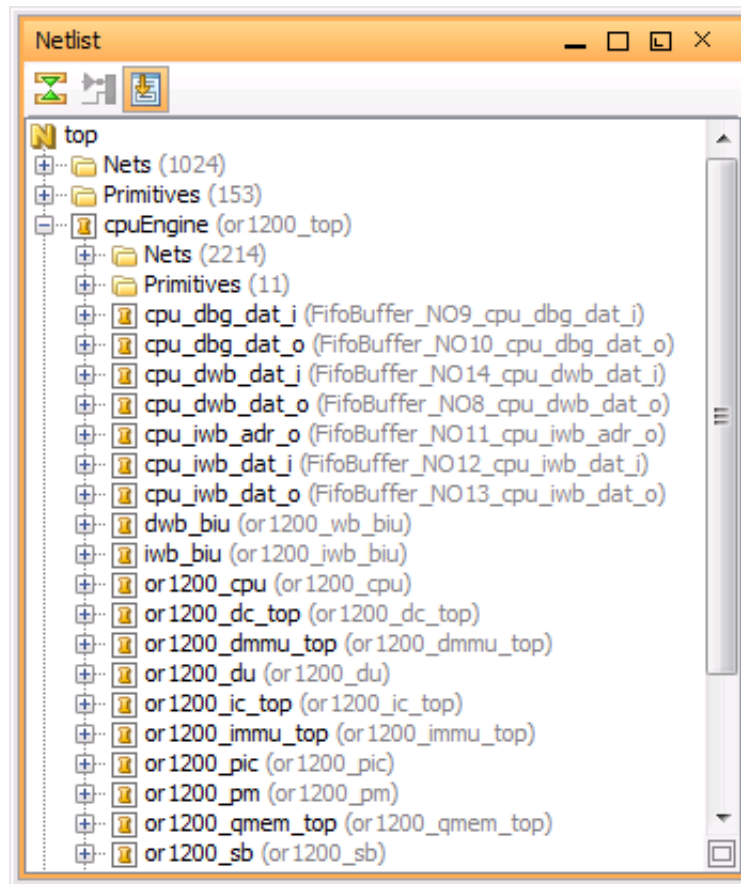 Netlist
top
Nets (1024)
Primitives (153)
cpuEngine (or1200_top)
Nets (2214)
Primitives (11)
cpu_dbg_dat_i (FifoBuffer_NO9_cpu_dbg_dat_i)
cpu_dbg_dat_o (FifoBuffer_NO10_cpu_dbg_dat_o)
cpu_dwb_dat_i (FifoBuffer_NO14_cpu_dwb_dat_i)
cpu_dwb_dat_o (FifoBuffer_NO8_cpu_dwb_dat_o)
cpu_iwb_adr_o (FifoBuffer_NO11_cpu_iwb_adr_o)
cpu_iwb_dat_i (FifoBuffer_NO12_cpu_iwb_dat_i)
cpu_iwb_dat_o (FifoBuffer_NO13_cpu_iwb_dat_o)
dwb_biu (or1200_wb_biu)
iwb_biu (or1200_iwb_biu)
or1200_cpu (or1200_cpu)
or1200_dc_top (or1200_dc_top)
or1200_dmmu_top (or1200_dmmu_top)
or1200_du (or1200_du)
or1200_ic_top (or1200_ic_top)
or1200_immu_top (or1200_immu_top)
or1200_pic (or1200_pic)
or1200_pm (or1200_pm)
or1200_qmem_top (or1200_qmem_top)
or1200_sb (or1200_sb)